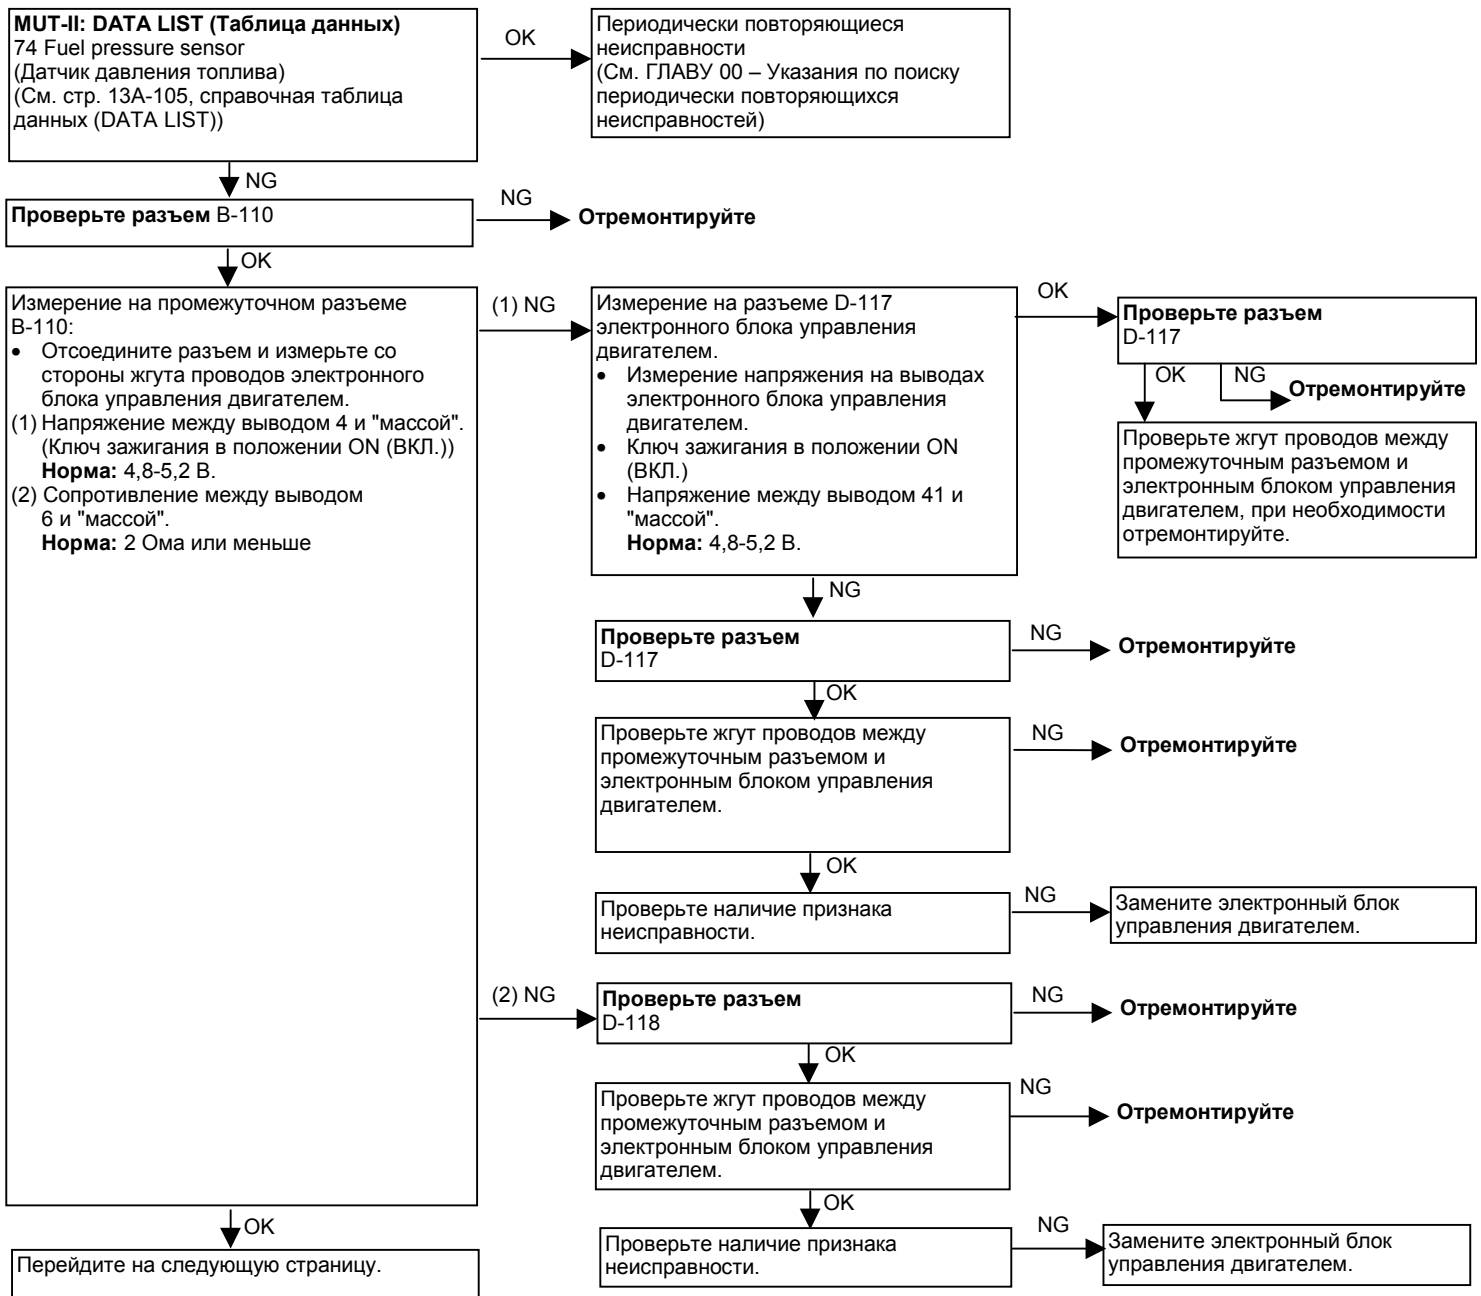 MUT-II: DATA LIST (Таблица данных)
74 Fuel pressure sensor
(Датчик давления топлива)
(См. стр. 13A-105, справочная таблица
данных (DATA LIST))
OK
Периодически повторяющиеся
неисправности
(См. ГЛАВУ 00 – Указания по поиску
периодически повторяющихся
неисправностей)
NG
Проверьте разъем B-110
NG
Отремонтируйте
OK
Измерение на промежуточном разъеме
B-110:
• Отсоедините разъем и измерьте со
стороны жгута проводов электронного
блока управления двигателем.
(1) Напряжение между выводом 4 и "массой".
(Ключ зажигания в положении ON (ВКЛ.))
Норма: 4,8-5,2 В.
(2) Сопротивление между выводом
6 и "массой".
Норма: 2 Ома или меньше
(1) NG
Измерение на разъеме D-117
электронного блока управления
двигателем.
• Измерение напряжения на выводах
электронного блока управления
двигателем.
• Ключ зажигания в положении ON
(ВКЛ.)
• Напряжение между выводом 41 и
"массой".
Норма: 4,8-5,2 В.
OK
Проверьте разъем
D-117
OK
NG
Отремонтируйте
Проверьте жгут проводов между
промежуточным разъемом и
электронным блоком управления
двигателем, при необходимости
отремонтируйте.
NG
Проверьте разъем
D-117
NG
Отремонтируйте
OK
Проверьте жгут проводов между
промежуточным разъемом и
электронным блоком управления
двигателем.
NG
Отремонтируйте
OK
Проверьте наличие признака
неисправности.
NG
Замените электронный блок
управления двигателем.
(2) NG
Проверьте разъем
D-118
NG
Отремонтируйте
OK
Проверьте жгут проводов между
промежуточным разъемом и
электронным блоком управления
двигателем.
NG
Отремонтируйте
OK
Проверьте наличие признака
неисправности.
NG
Замените электронный блок
управления двигателем.
OK
Перейдите на следующую страницу.